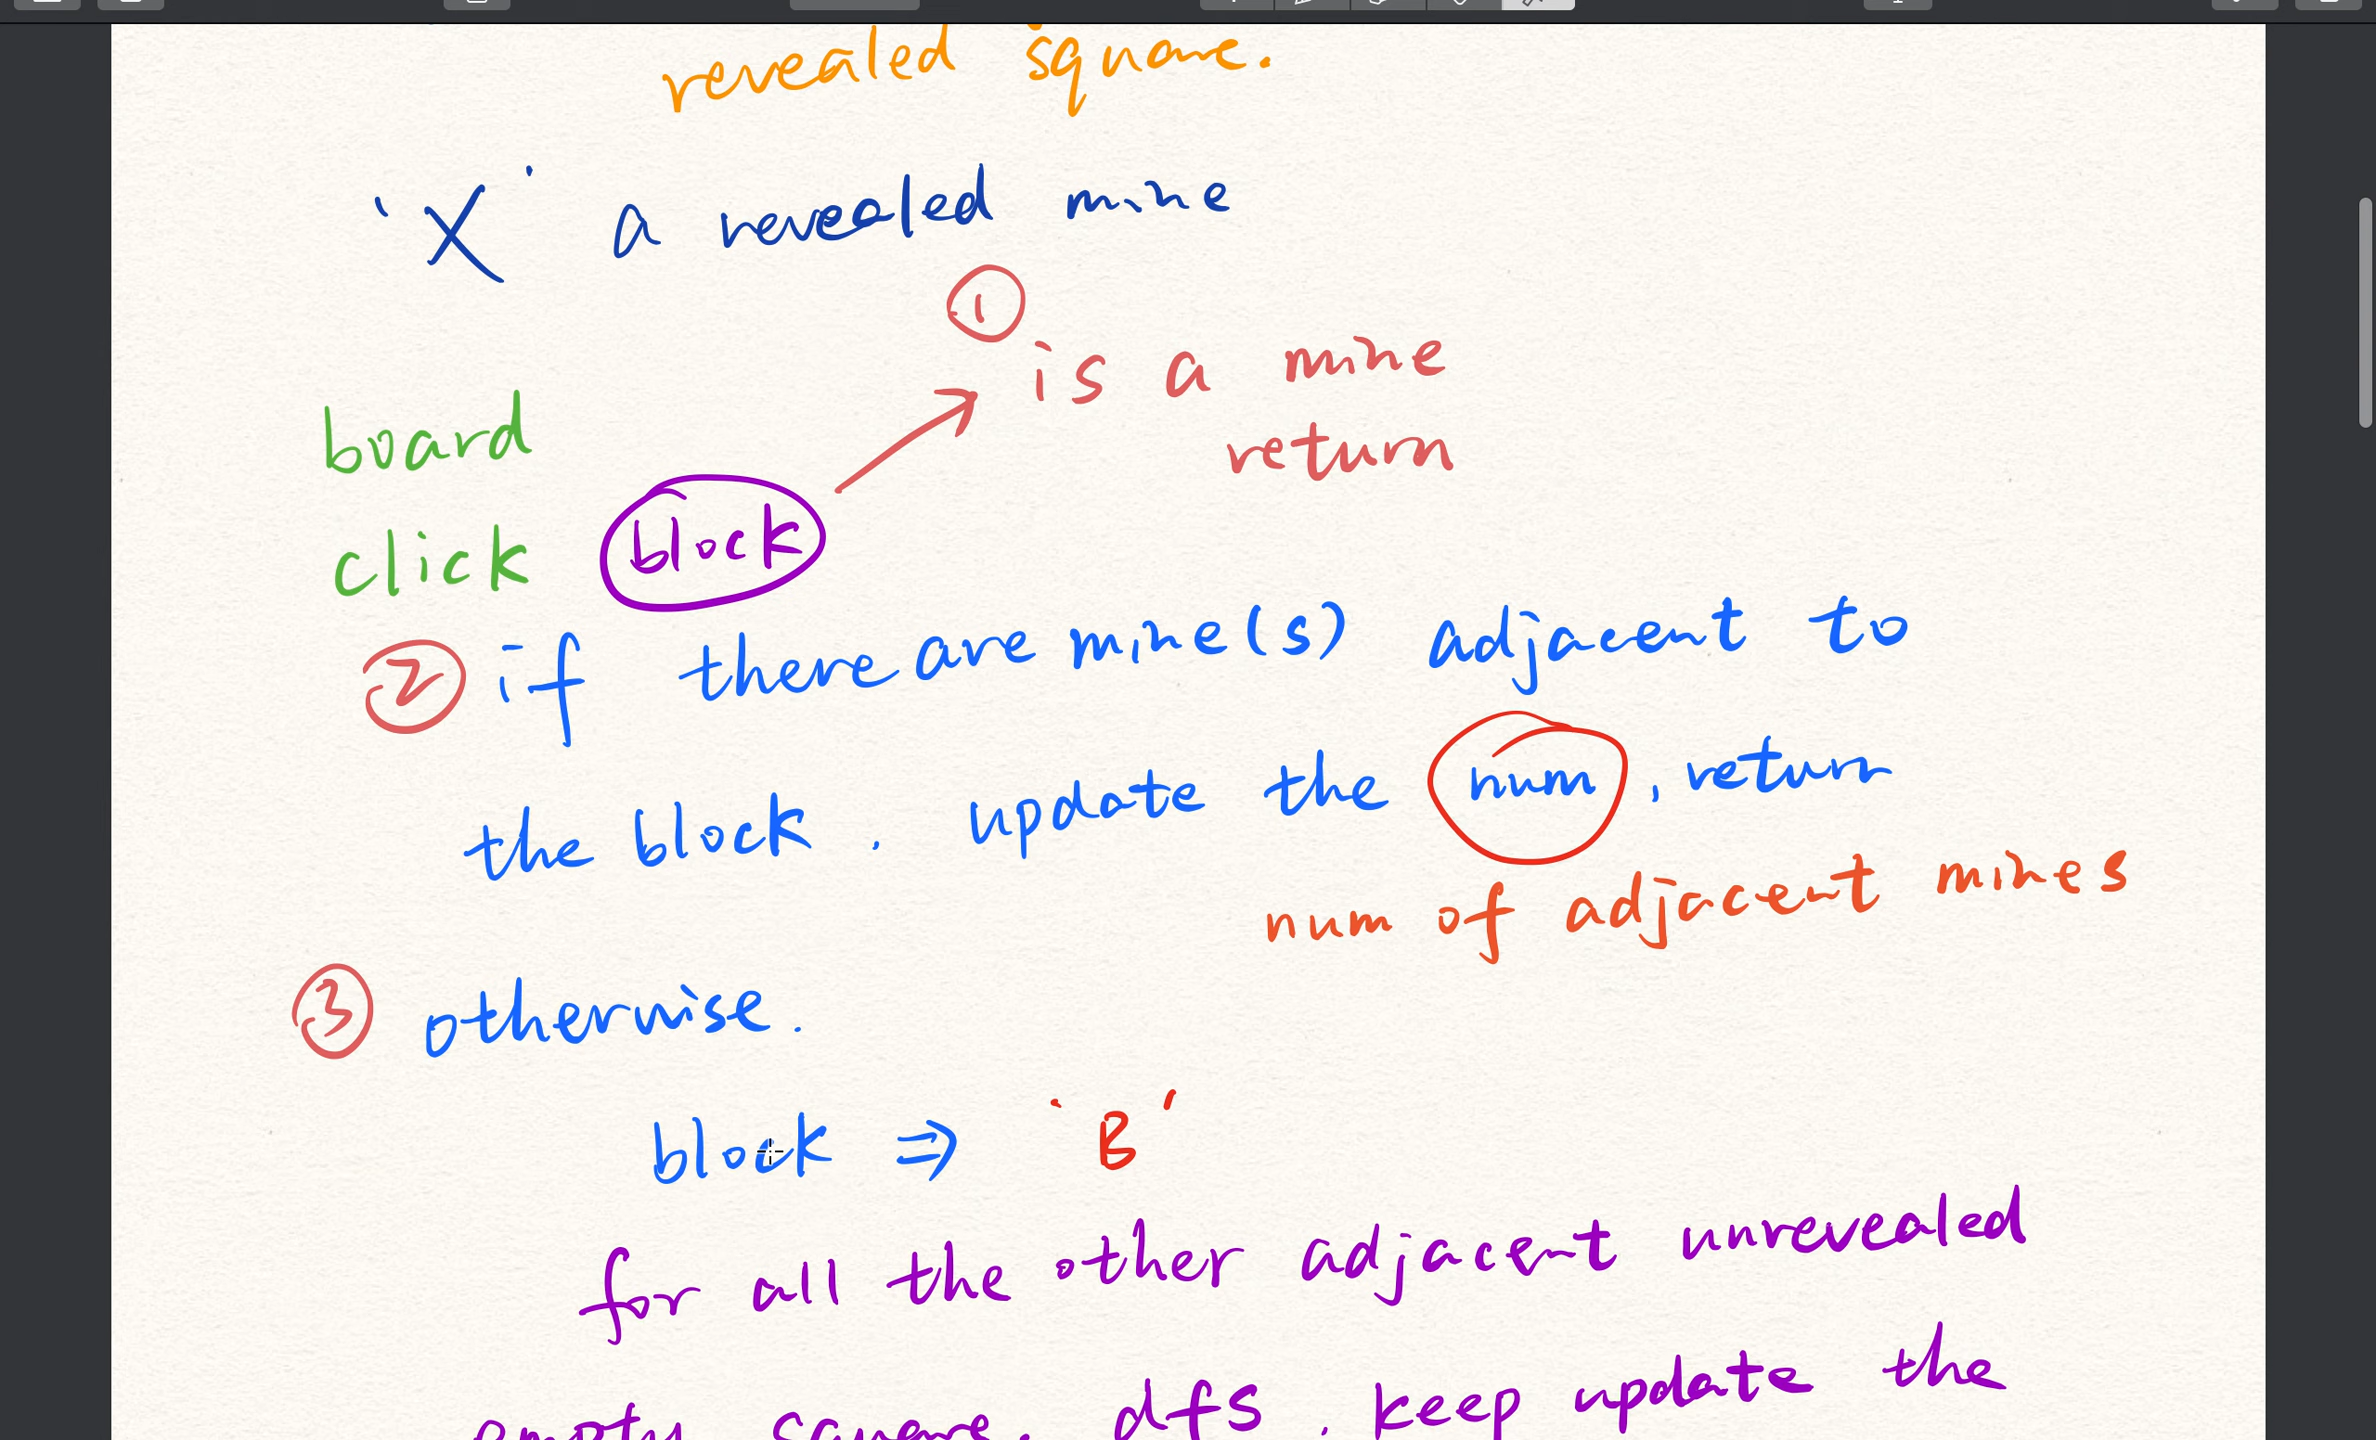 revealed square.
'X' a revealed mine
①
is a mine
return
board
click block
② if there are mine(s) adjacent to
the block, update the num, return
num of adjacent mines
③ otherwise.
block ⇒ 'B'
for all the other adjacent unrevealed
empty square, dfs, keep update the